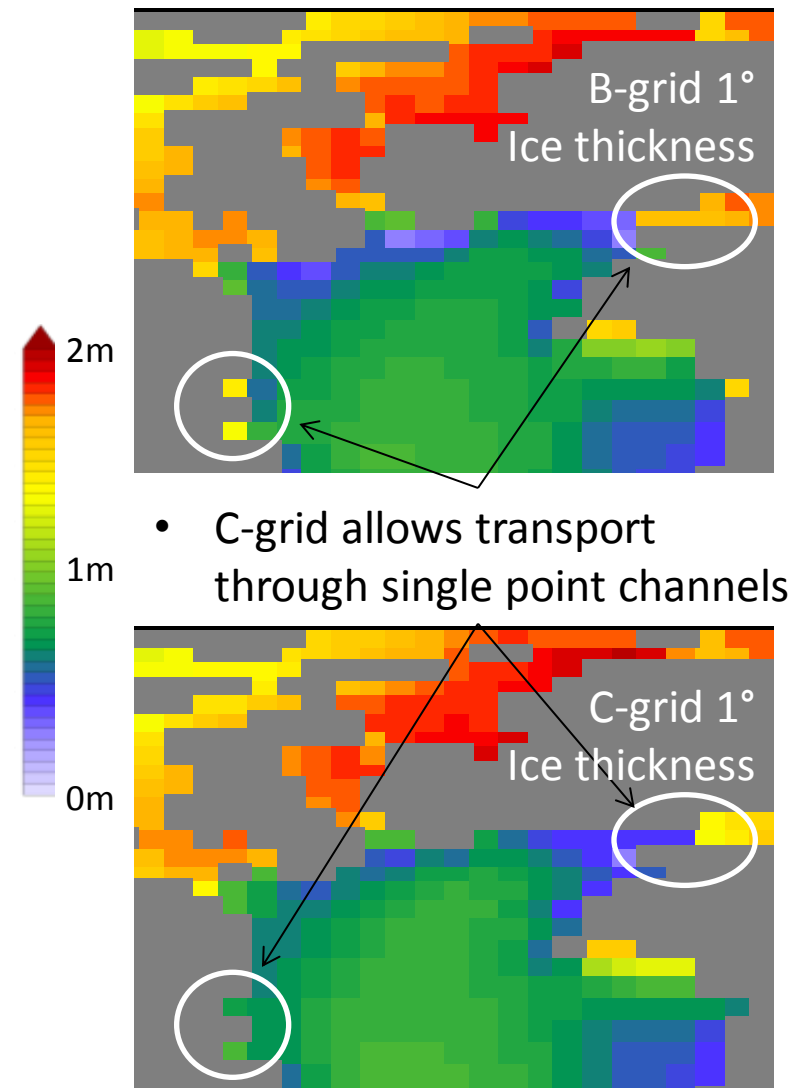 B-grid 1°
Ice thickness
2m
1m
0m
• C-grid allows transport
through single point channels
C-grid 1°
Ice thickness